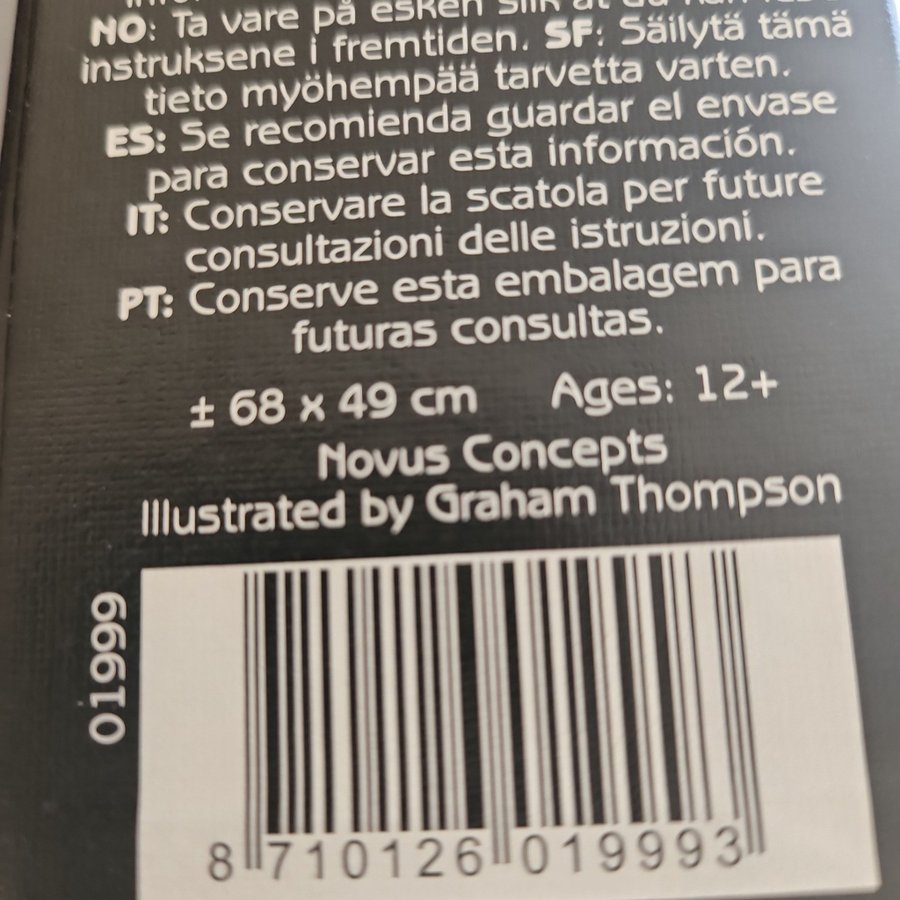 NO: Ta vare på esken slik at du kan
instruksene i fremtiden. SF: Säilytä tämä
tieto myöhempää tarvetta varten.
ES: Se recomienda guardar el envase
para conservar esta información.
IT: Conservare la scatola per future
consultazioni delle istruzioni.
PT: Conserve esta embalagem para
futuras consultas.
± 68 x 49 cm Ages: 12+
Novus Concepts
Illustrated by Graham Thompson
01999
8 710126 019993